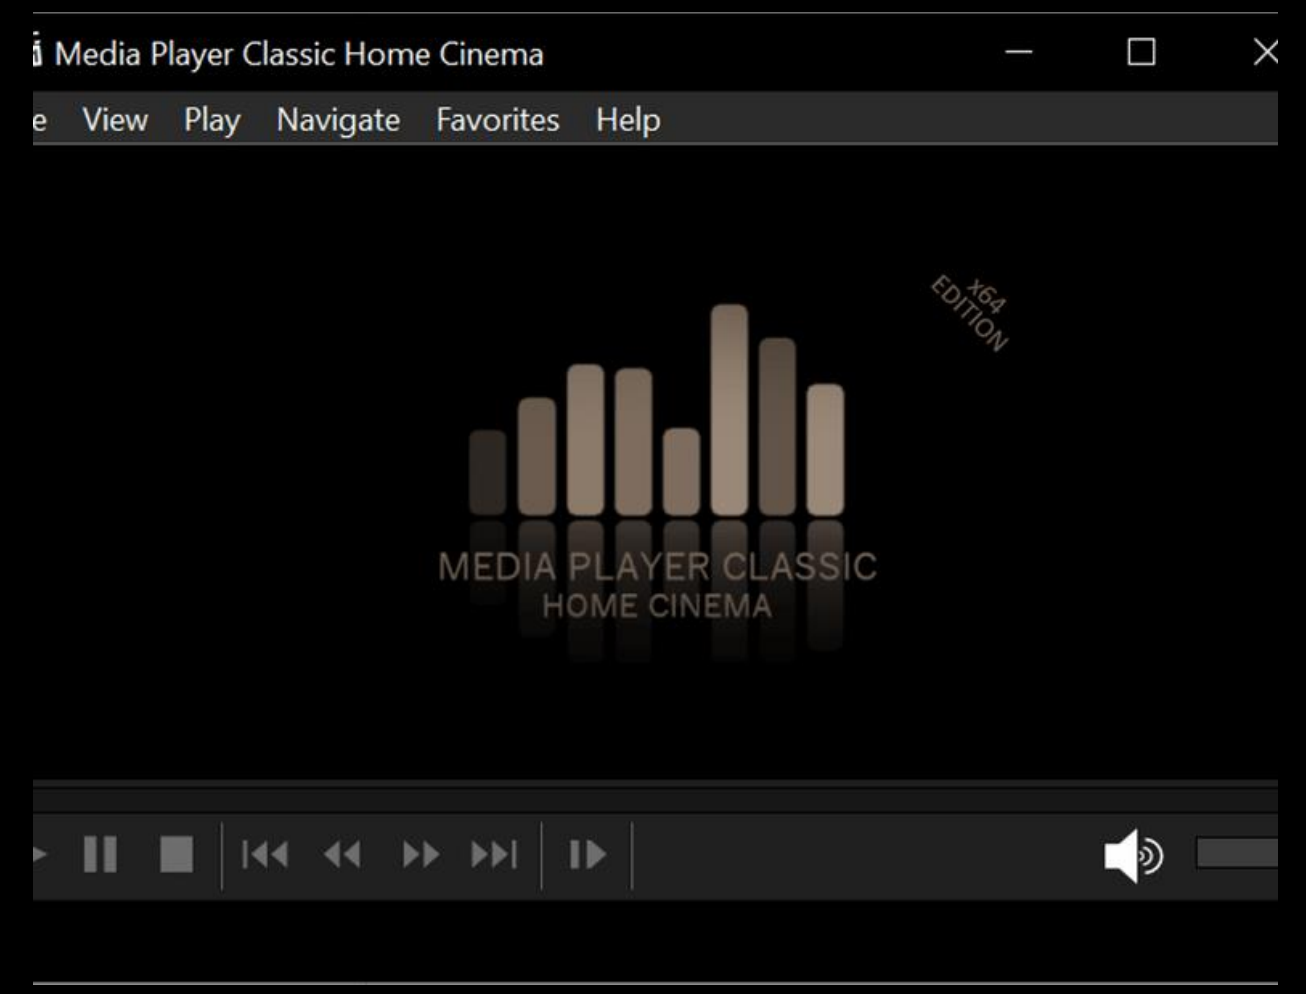 Media Player Classic Home Cinema
e View Play Navigate Favorites Help
x64
EDITION
MEDIA PLAYER CLASSIC
HOME CINEMA